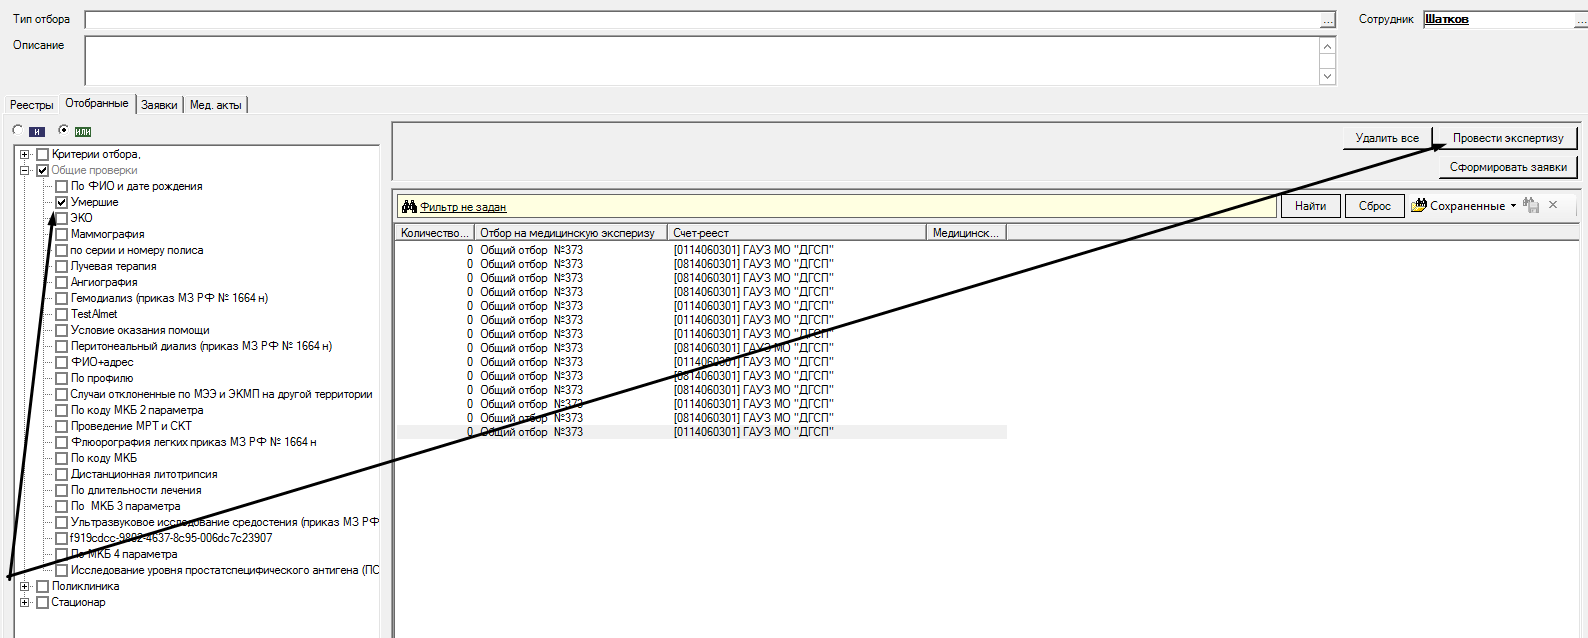 Тип отбора
...
Сотрудник
Шатков
...
Описание
Реестры
Отобранные
Заявки
Мед. акты
И
ИЛИ
Критерии отбора,
Общие проверки
По ФИО и дате рождения
Умершие
ЭКО
Маммография
по серии и номеру полиса
Лучевая терапия
Ангиография
Гемодиализ (приказ МЗ РФ № 1664 н)
TestAlmet
Условие оказания помощи
Перитонеальный диализ (приказ МЗ РФ № 1664 н)
ФИО+адрес
По профилю
Случаи отклоненные по МЭЭ и ЭКМП на другой территории
По коду МКБ 2 параметра
Проведение МРТ и СКТ
Флюорография легких приказ МЗ РФ № 1664 н
По коду МКБ
Дистанционная литотрипсия
По длительности лечения
По МКБ 3 параметра
Ультразвуковое исследование средостения (приказ МЗ РФ
f919cdcc-9802-4637-8c95-006dc7c23907
По МКБ 4 параметра
Исследование уровня простатспецифического антигена (ПС
Поликлиника
Стационар
Удалить все
Провести экспертизу
Сформировать заявки
Фильтр не задан
Найти
Сброс
Сохраненные
Количество... Отбор на медицинскую эксперизу Счет-реест Медицинск...
0 Общий отбор №373 [0114060301] ГАУЗ МО "ДГСП"
0 Общий отбор №373 [0814060301] ГАУЗ МО "ДГСП"
0 Общий отбор №373 [0814060301] ГАУЗ МО "ДГСП"
0 Общий отбор №373 [0814060301] ГАУЗ МО "ДГСП"
0 Общий отбор №373 [0114060301] ГАУЗ МО "ДГСП"
0 Общий отбор №373 [0114060301] ГАУЗ МО "ДГСП"
0 Общий отбор №373 [0114060301] ГАУЗ МО "ДГСП"
0 Общий отбор №373 [0814060301] ГАУЗ МО "ДГСП"
0 Общий отбор №373 [0114060301] ГАУЗ МО "ДГСП"
0 Общий отбор №373 [0814060301] ГАУЗ МО "ДГСП"
0 Общий отбор №373 [0814060301] ГАУЗ МО "ДГСП"
0 Общий отбор №373 [0114060301] ГАУЗ МО "ДГСП"
0 Общий отбор №373 [0814060301] ГАУЗ МО "ДГСП"
0 Общий отбор №373 [0114060301] ГАУЗ МО "ДГСП"